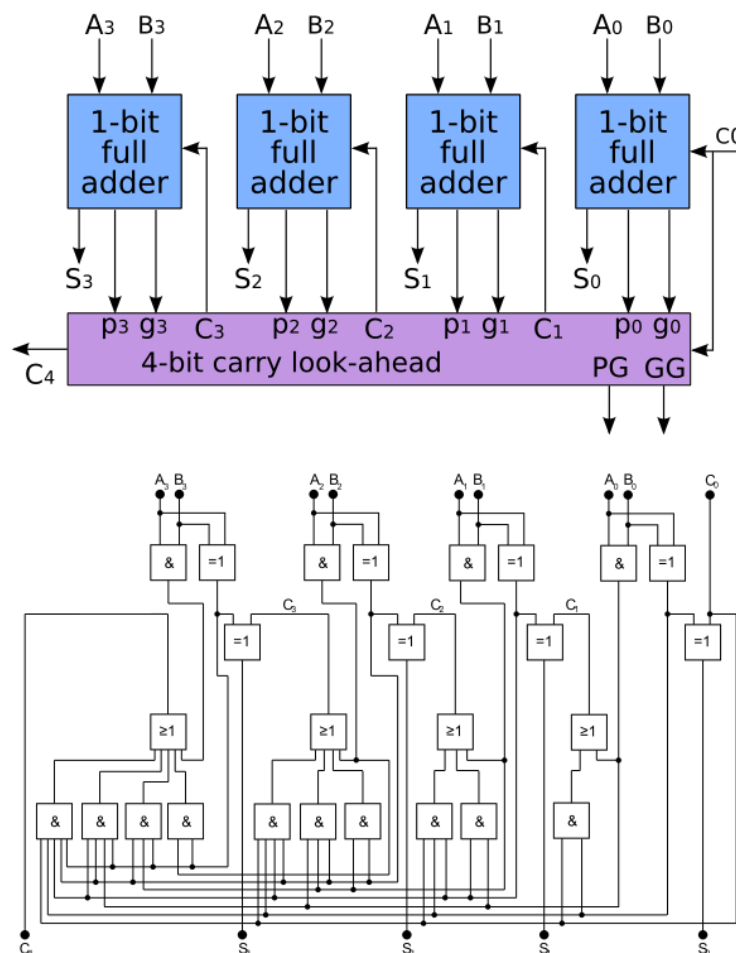 A3 B3 A2 B2 A1 B1 A0 B0
1-bit full adder 1-bit full adder 1-bit full adder 1-bit full adder
C0
S3 S2 S1 S0
p3 g3 C3 p2 g2 C2 p1 g1 C1 p0 g0
4-bit carry look-ahead
PG GG
C4
A3 B3 A2 B2 A1 B1 A0 B0 C0
& =1 & =1 & =1 & =1
C3 C2 C1
=1 =1 =1 =1
≥1 ≥1 ≥1 ≥1
& & & & & & & & & &
C S S S S